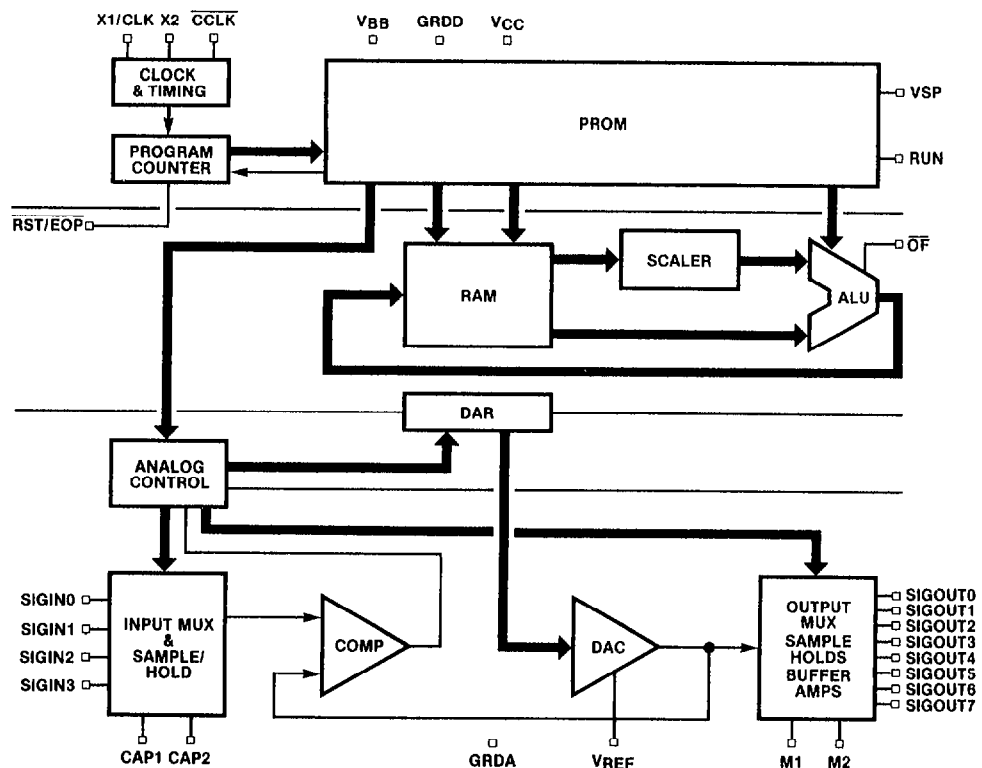 X1/CLK X2 CCLK
VBB GRDD VCC
CLOCK
& TIMING
PROM
VSP
PROGRAM
COUNTER
RUN
RST/EOP
OF
SCALER
RAM
ALU
DAR
ANALOG
CONTROL
SIGIN0
SIGIN1
SIGIN2
SIGIN3
INPUT MUX
&
SAMPLE/
HOLD
COMP
DAC
OUTPUT
MUX
SAMPLE
HOLDS
BUFFER
AMPS
SIGOUT0
SIGOUT1
SIGOUT2
SIGOUT3
SIGOUT4
SIGOUT5
SIGOUT6
SIGOUT7
CAP1 CAP2
GRDA
VREF
M1 M2